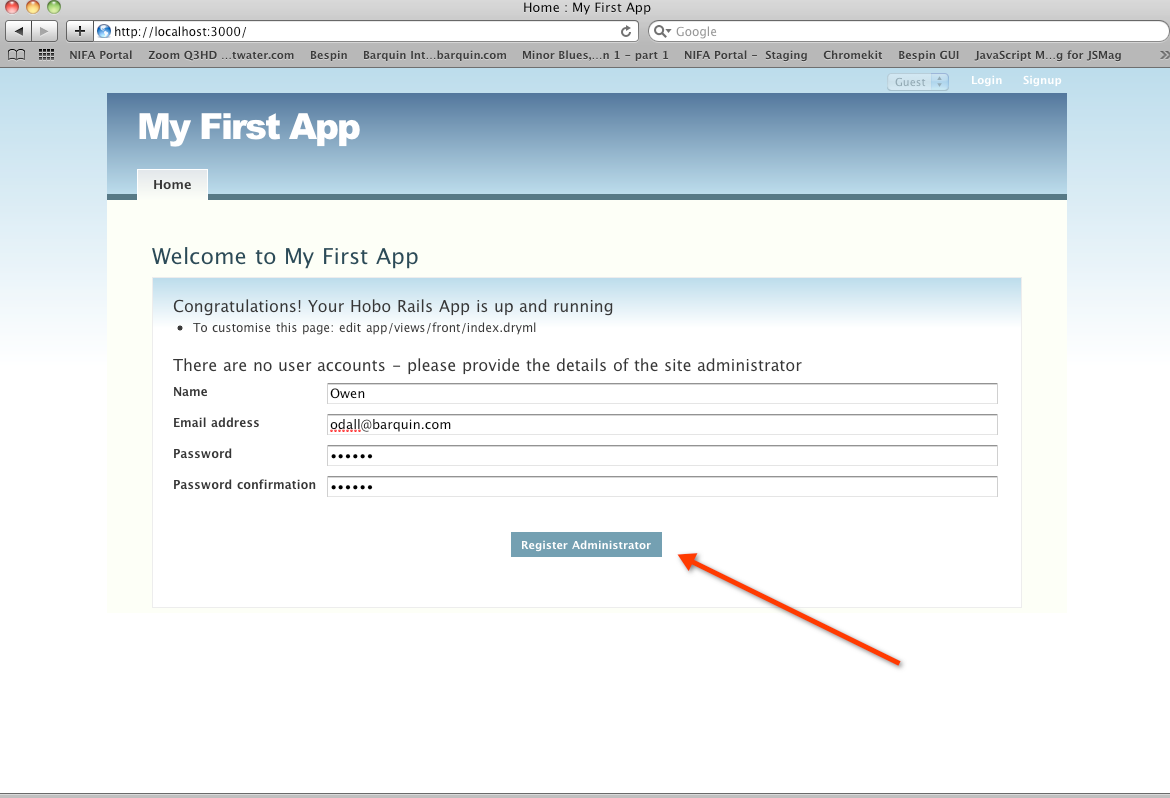 Home : My First App
http://localhost:3000/
Google
NIFA Portal Zoom Q3HD ...twater.com Bespin Barquin Int...barquin.com Minor Blues,...n 1 - part 1 NIFA Portal - Staging Chromekit Bespin GUI JavaScript M...g for JSMag
Guest Login Signup
My First App
Home
Welcome to My First App
Congratulations! Your Hobo Rails App is up and running
• To customise this page: edit app/views/front/index.dryml
There are no user accounts - please provide the details of the site administrator
Name Owen
Email address odall@barquin.com
Password ••••••
Password confirmation ••••••
Register Administrator